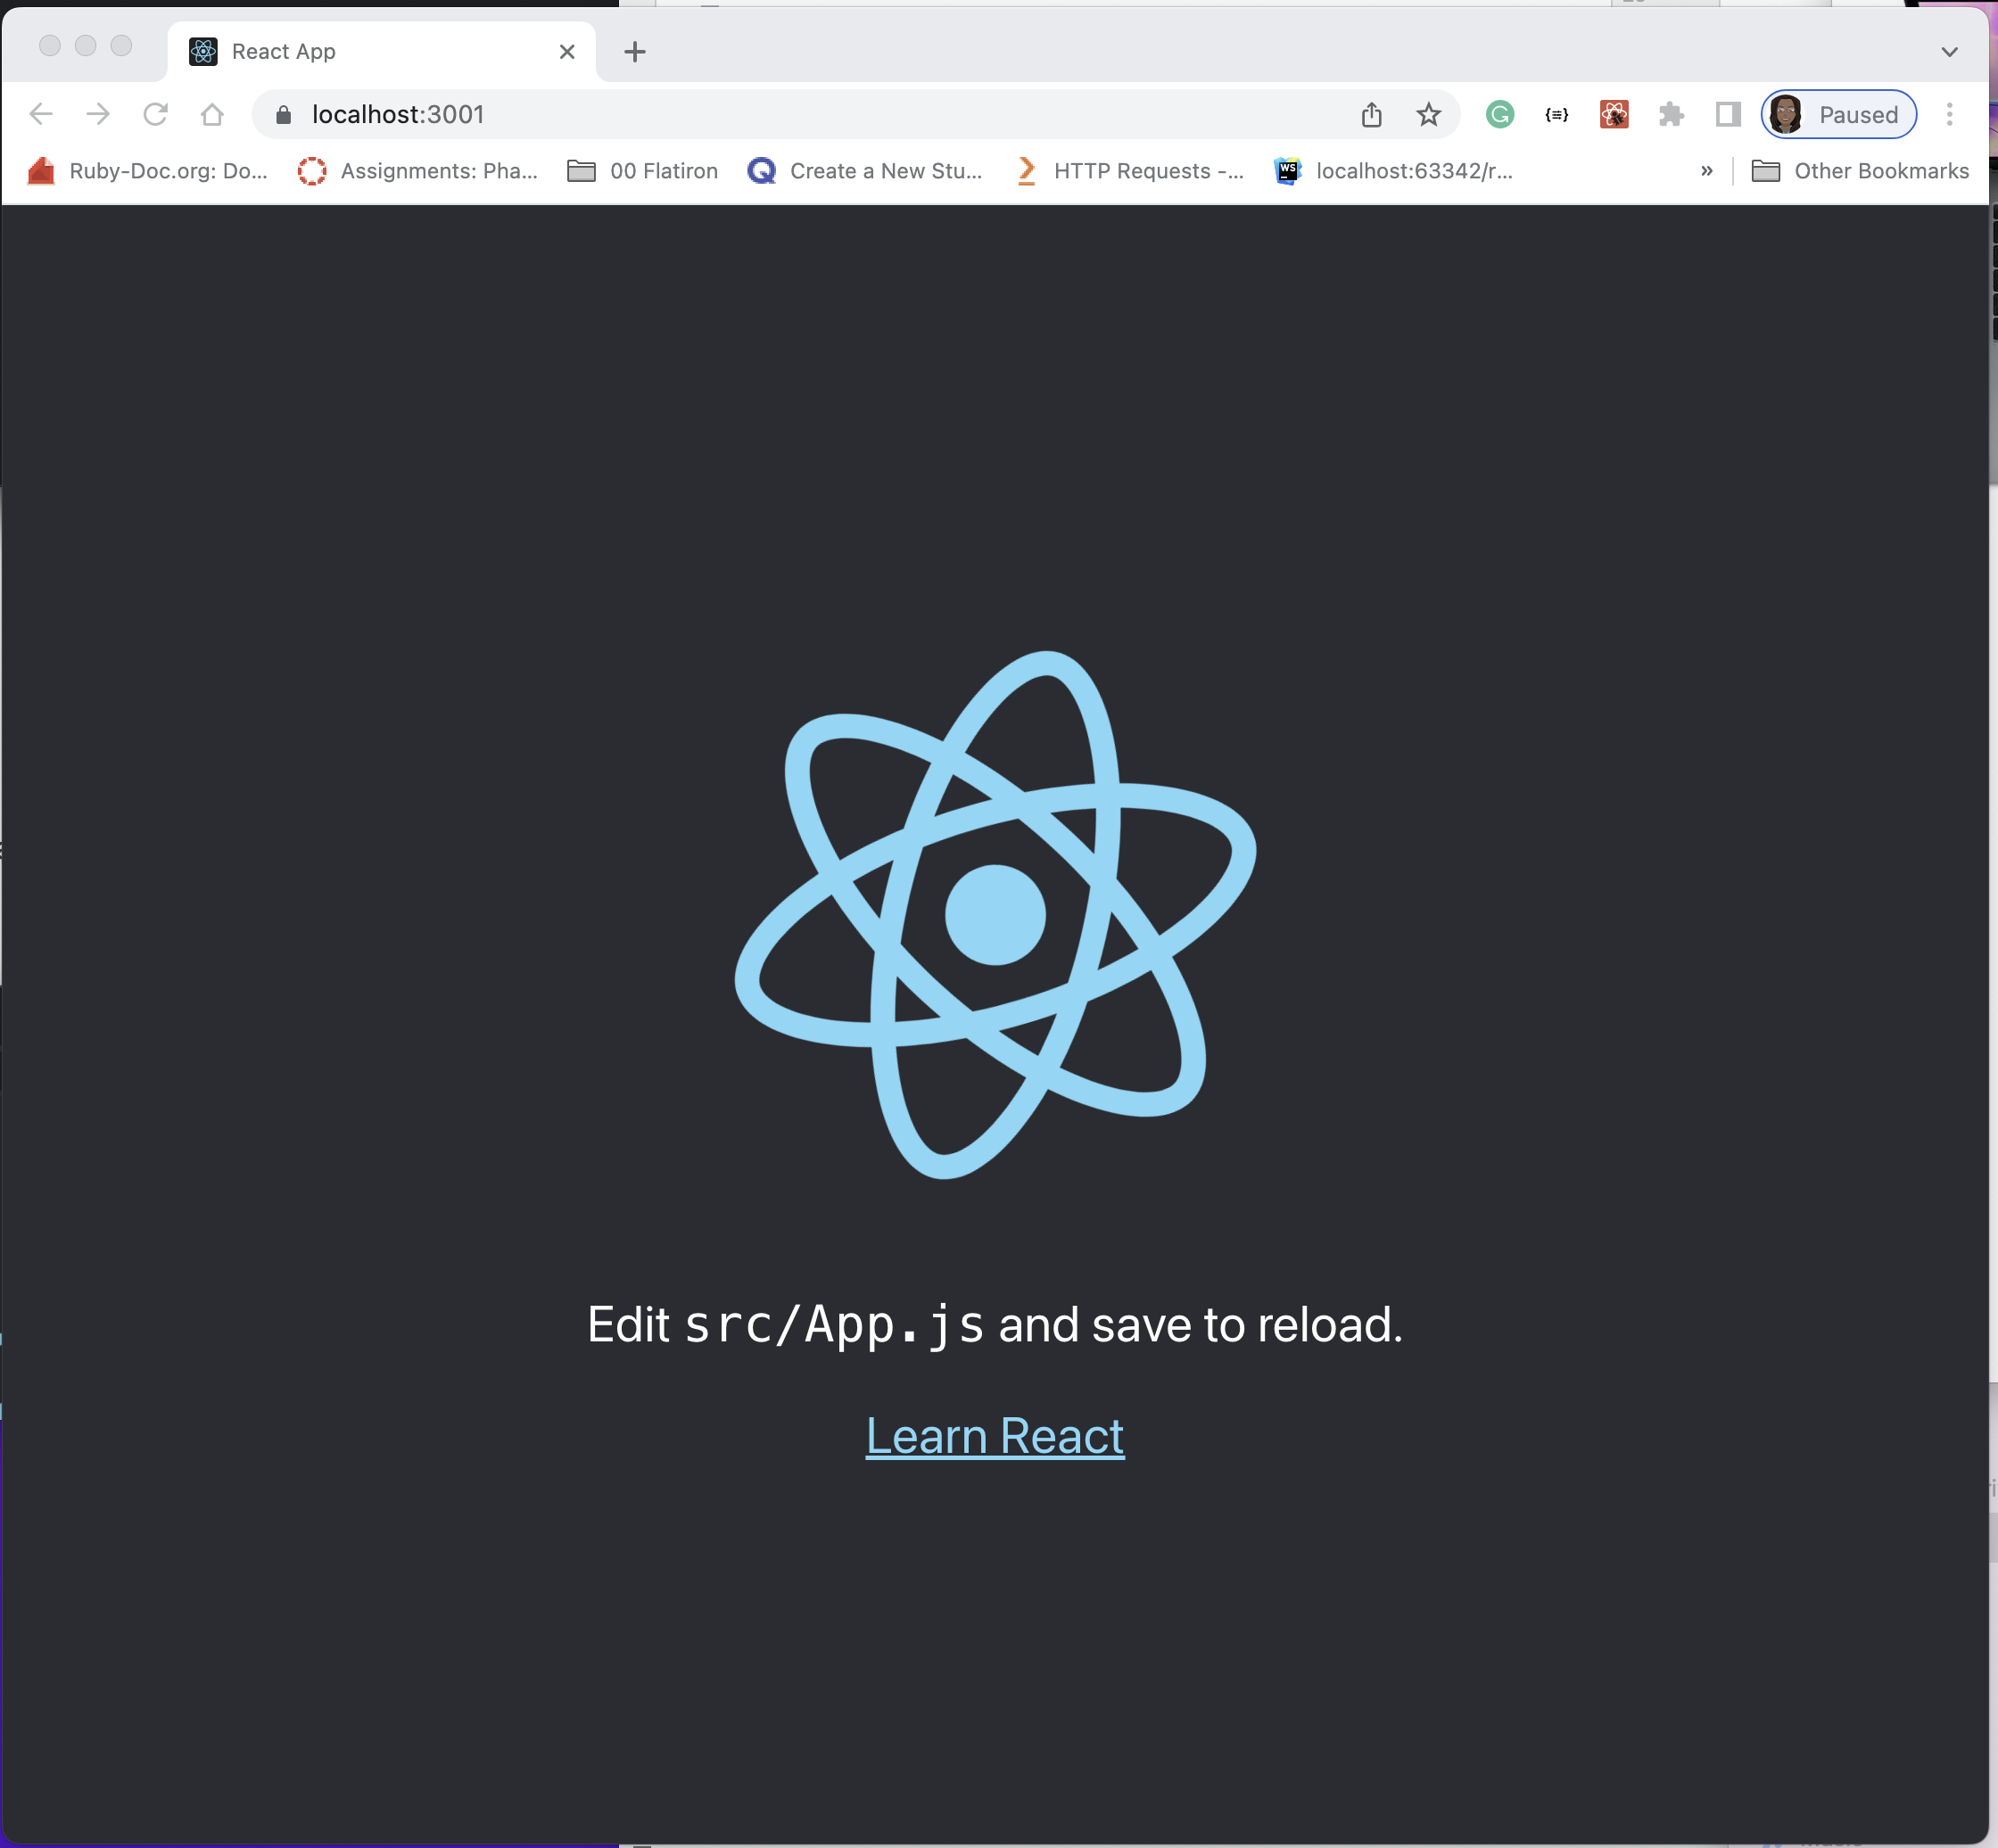 React App
localhost:3001
Paused
Ruby-Doc.org: Do...
Assignments: Pha...
00 Flatiron
Create a New Stu...
HTTP Requests -...
WS
localhost:63342/r...
»
Other Bookmarks
Edit src/App.js and save to reload.
Learn React